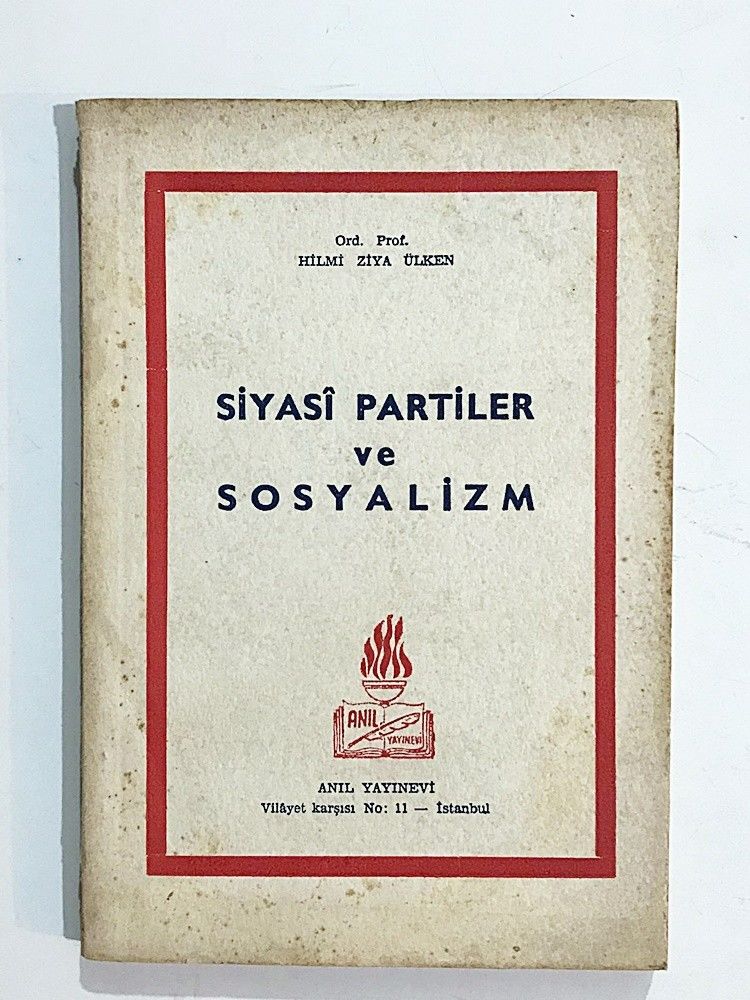 Ord. Prof.
HİLMİ ZİYA ÜLKEN
SİYASÎ PARTİLER
ve
SOSYALİZM
ANIL
YAYINEVİ
ANIL YAYINEVİ
Vilâyet karşısı No: 11 — İstanbul